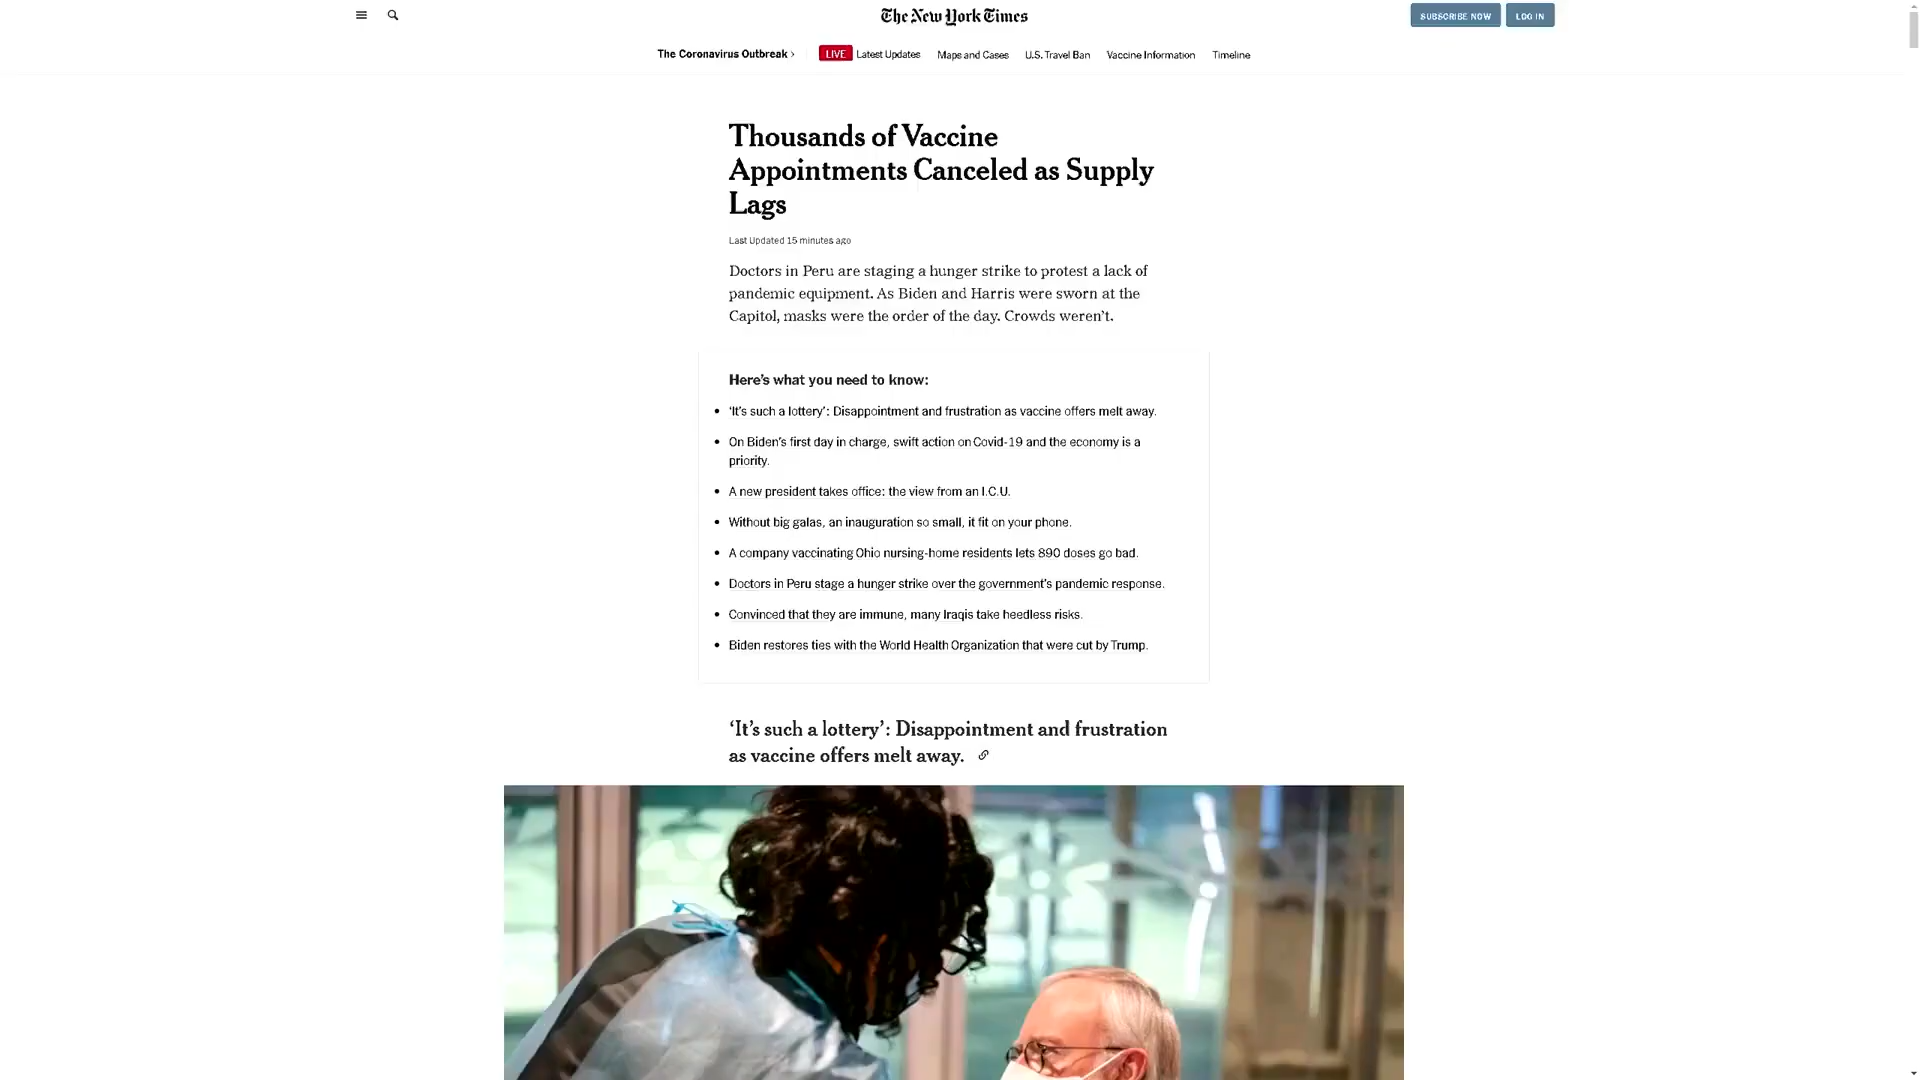 The New York Times
SUBSCRIBE NOW
LOG IN
The Coronavirus Outbreak ›
LIVE Latest Updates
Maps and Cases
U.S. Travel Ban
Vaccine Information
Timeline
Thousands of Vaccine
Appointments Canceled as Supply
Lags
Last Updated 15 minutes ago
Doctors in Peru are staging a hunger strike to protest a lack of
pandemic equipment. As Biden and Harris were sworn at the
Capitol, masks were the order of the day. Crowds weren’t.
Here’s what you need to know:
• ‘It’s such a lottery’: Disappointment and frustration as vaccine offers melt away.
• On Biden’s first day in charge, swift action on Covid-19 and the economy is a
priority.
• A new president takes office: the view from an I.C.U.
• Without big galas, an inauguration so small, it fit on your phone.
• A company vaccinating Ohio nursing-home residents lets 890 doses go bad.
• Doctors in Peru stage a hunger strike over the government’s pandemic response.
• Convinced that they are immune, many Iraqis take heedless risks.
• Biden restores ties with the World Health Organization that were cut by Trump.
‘It’s such a lottery’: Disappointment and frustration
as vaccine offers melt away.